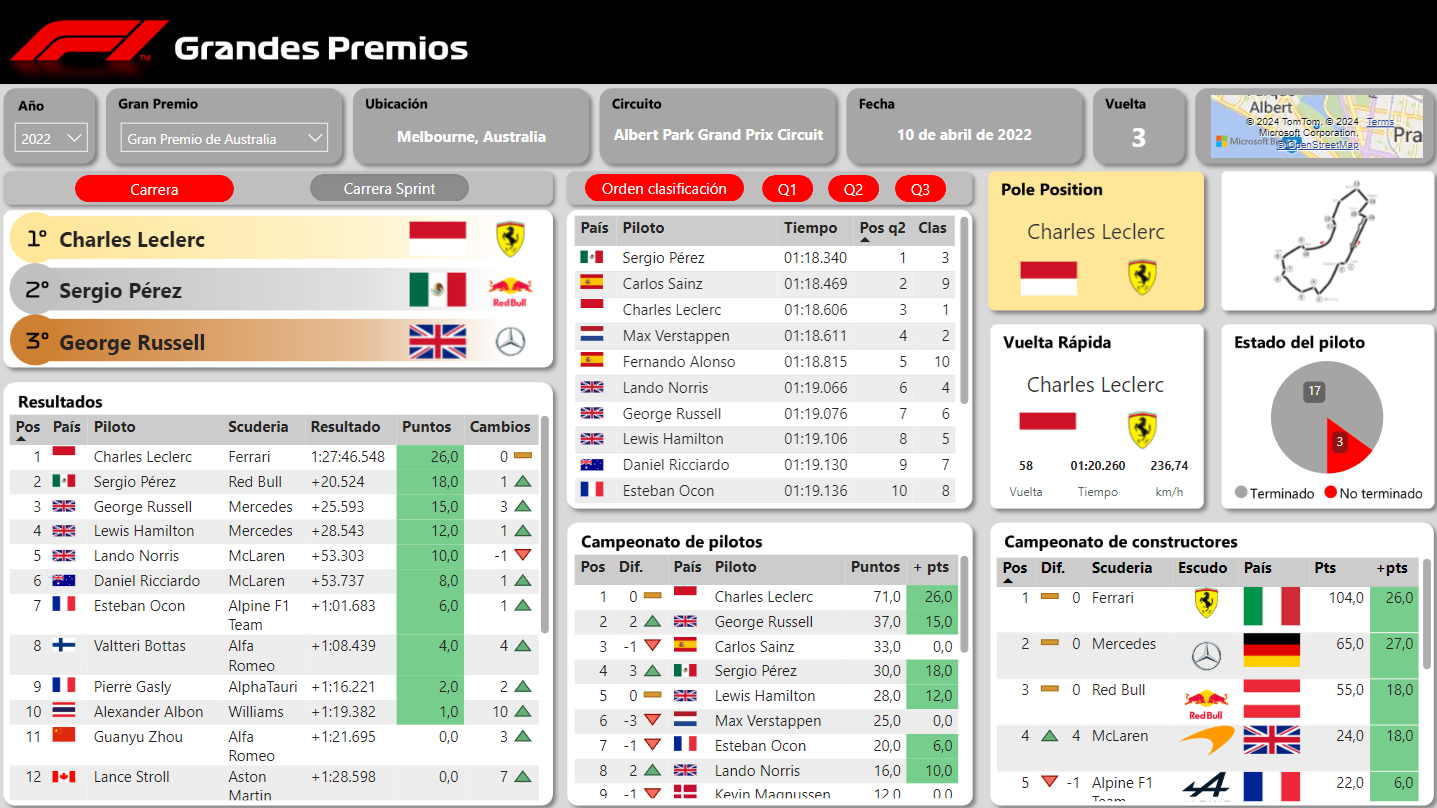 F1 TM Grandes Premios
Año
2022
Gran Premio
Gran Premio de Australia
Ubicación
Melbourne, Australia
Circuito
Albert Park Grand Prix Circuit
Fecha
10 de abril de 2022
Vuelta
3
Albert
© 2024 TomTom, © 2024 Terms
Microsoft Corporation,
© OpenStreetMap
Microsoft
Pra
Carrera Carrera Sprint
1° Charles Leclerc
2° Sergio Pérez Red Bull
3° George Russell
Resultados
Pos País Piloto Scuderia Resultado Puntos Cambios
1 Charles Leclerc Ferrari 1:27:46.548 26,0 0
2 Sergio Pérez Red Bull +20.524 18,0 1
3 George Russell Mercedes +25.593 15,0 3
4 Lewis Hamilton Mercedes +28.543 12,0 1
5 Lando Norris McLaren +53.303 10,0 -1
6 Daniel Ricciardo McLaren +53.737 8,0 1
7 Esteban Ocon Alpine F1 +1:01.683 6,0 1
Team
8 Valtteri Bottas Alfa +1:08.439 4,0 4
Romeo
9 Pierre Gasly AlphaTauri +1:16.221 2,0 2
10 Alexander Albon Williams +1:19.382 1,0 10
11 Guanyu Zhou Alfa +1:21.695 0,0 3
Romeo
12 Lance Stroll Aston +1:28.598 0,0 7
Martin
Orden clasificación Q1 Q2 Q3
País Piloto Tiempo Pos q2 Clas
Sergio Pérez 01:18.340 1 3
Carlos Sainz 01:18.469 2 9
Charles Leclerc 01:18.606 3 1
Max Verstappen 01:18.611 4 2
Fernando Alonso 01:18.815 5 10
Lando Norris 01:19.066 6 4
George Russell 01:19.076 7 6
Lewis Hamilton 01:19.106 8 5
Daniel Ricciardo 01:19.130 9 7
Esteban Ocon 01:19.136 10 8
Pole Position
Charles Leclerc
Vuelta Rápida
Charles Leclerc
58 01:20.260 236,74
Vuelta Tiempo km/h
Estado del piloto
17
3
Terminado No terminado
Campeonato de pilotos
Pos Dif. País Piloto Puntos + pts
1 0 Charles Leclerc 71,0 26,0
2 2 George Russell 37,0 15,0
3 -1 Carlos Sainz 33,0 0,0
4 3 Sergio Pérez 30,0 18,0
5 0 Lewis Hamilton 28,0 12,0
6 -3 Max Verstappen 25,0 0,0
7 -1 Esteban Ocon 20,0 6,0
8 2 Lando Norris 16,0 10,0
9 -1 Kevin Magnussen 12,0 0,0
Campeonato de constructores
Pos Dif. Scuderia Escudo País Pts +pts
1 0 Ferrari 104,0 26,0
2 0 Mercedes 65,0 27,0
3 0 Red Bull Red Bull 55,0 18,0
4 4 McLaren 24,0 18,0
5 -1 Alpine F1 22,0 6,0
Team